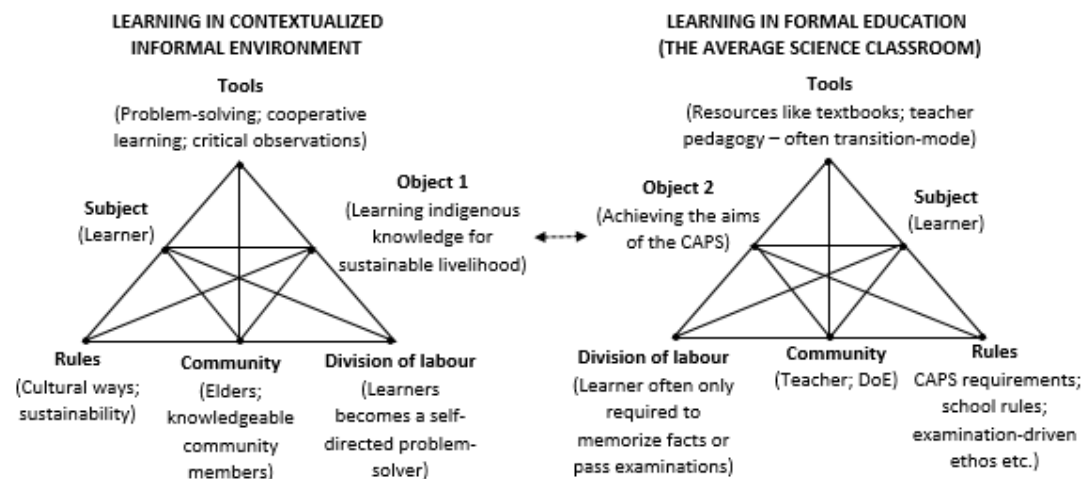 LEARNING IN CONTEXTUALIZED
INFORMAL ENVIRONMENT
Tools
(Problem-solving; cooperative
learning; critical observations)
Subject
(Learner)
Object 1
(Learning indigenous
knowledge for
sustainable livelihood)
Rules
(Cultural ways;
sustainability)
Community
(Elders;
knowledgeable
community
members)
Division of labour
(Learners
becomes a self-
directed problem-
solver)
LEARNING IN FORMAL EDUCATION
(THE AVERAGE SCIENCE CLASSROOM)
Tools
(Resources like textbooks; teacher
pedagogy – often transition-mode)
Object 2
(Achieving the aims
of the CAPS)
Subject
(Learner)
Division of labour
(Learner often only
required to
memorize facts or
pass examinations)
Community
(Teacher; DoE)
Rules
CAPS requirements;
school rules;
examination-driven
ethos etc.)